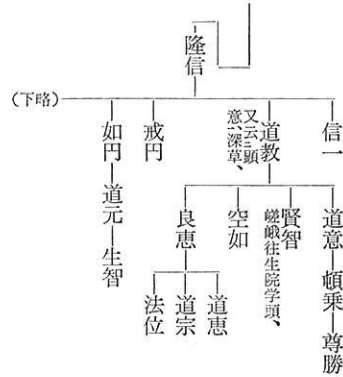 隆信
信一
道教
又云三顕
意、深草、
戒円
如円―道元―生智
(下略)
道意―頓乗―尊勝
賢智
嵯峨往生院学頭、
空如
良恵
道恵
道宗
法位